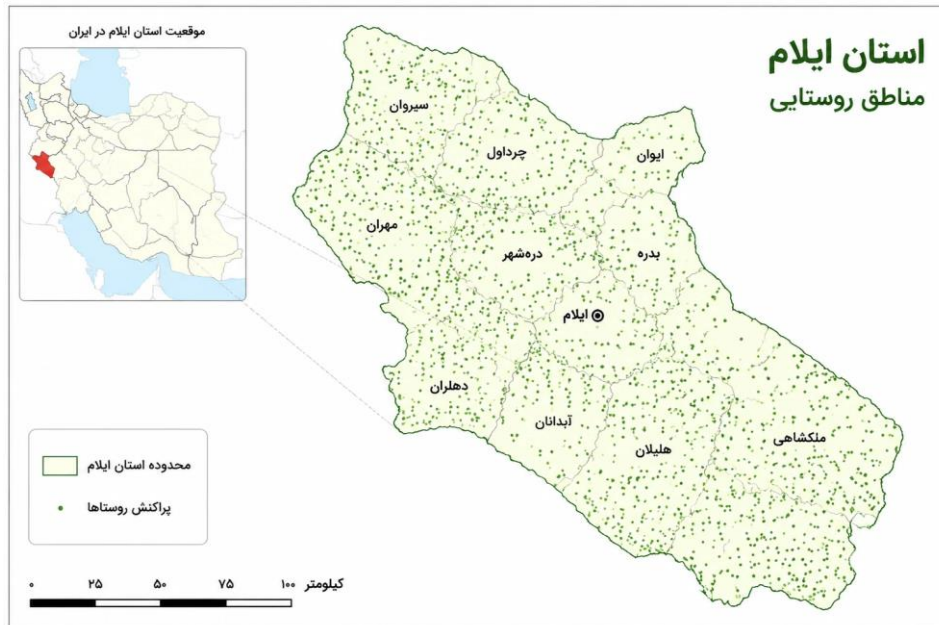 استان ایلام
مناطق روستایی
موقعیت استان ایلام در ایران
سیروان
چرداول
ایوان
مهران
دره‌شهر
بدره
ایلام
دهلران
آبدانان
هلیلان
ملکشاهی
محدوده استان ایلام
پراکنش روستاها
۰ ۲۵ ۵۰ ۷۵ ۱۰۰ کیلومتر